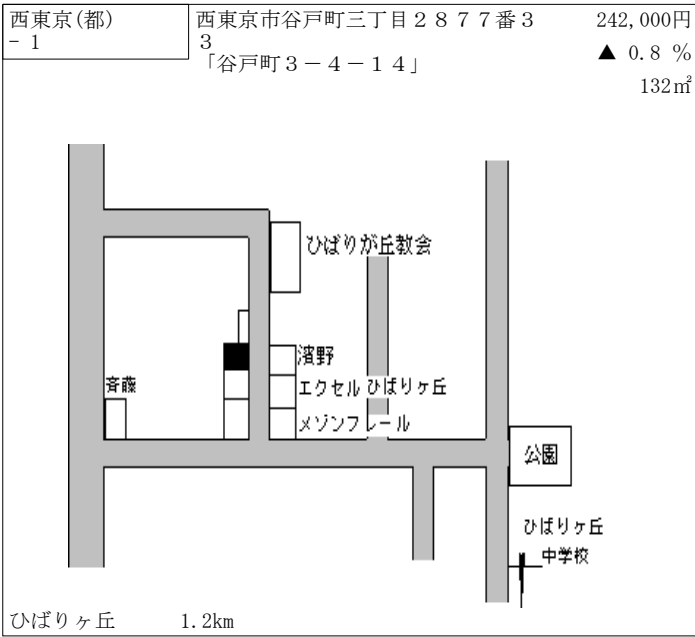 西東京(都)
- 1
西東京市谷戸町三丁目２８７７番３
３
「谷戸町３－４－１４」
242,000円
▲ 0.8 %
132㎡
ひばりが丘教会
濱野
斉藤
エクセル ひばりヶ丘
メゾンフレール
公園
ひばりヶ丘
中学校
ひばりヶ丘 1.2km